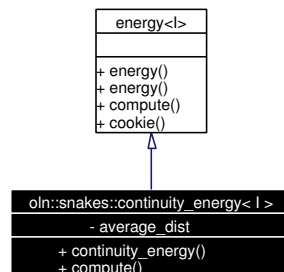 energy<I>
+ energy()
+ energy()
+ compute()
+ cookie()
oln::snakes::continuity_energy< I >
- average_dist
+ continuity_energy()
+ compute()